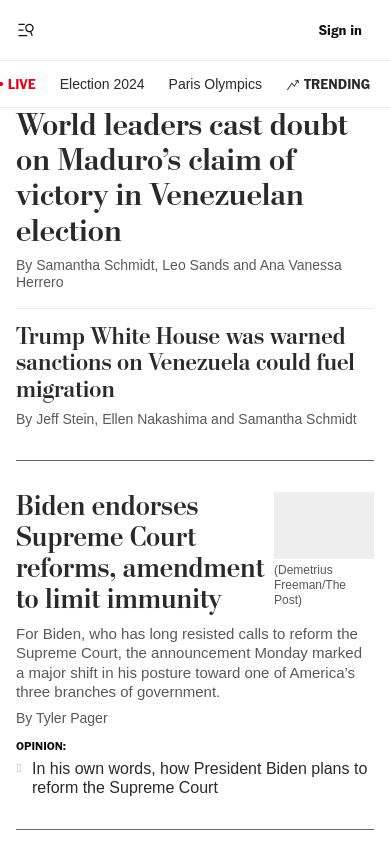 Sign in
LIVE Election 2024 Paris Olympics TRENDING
World leaders cast doubt
on Maduro’s claim of
victory in Venezuelan
election
By Samantha Schmidt, Leo Sands and Ana Vanessa
Herrero
Trump White House was warned
sanctions on Venezuela could fuel
migration
By Jeff Stein, Ellen Nakashima and Samantha Schmidt
Biden endorses
Supreme Court
reforms, amendment
to limit immunity
(Demetrius
Freeman/The
Post)
For Biden, who has long resisted calls to reform the
Supreme Court, the announcement Monday marked
a major shift in his posture toward one of America’s
three branches of government.
By Tyler Pager
OPINION:
In his own words, how President Biden plans to
reform the Supreme Court